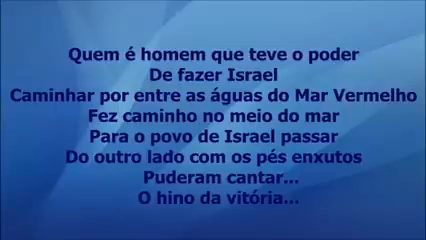 Quem é homem que teve o poder
De fazer Israel
Caminhar por entre as águas do Mar Vermelho
Fez caminho no meio do mar
Para o povo de Israel passar
Do outro lado com os pés enxutos
Puderam cantar...
O hino da vitória...